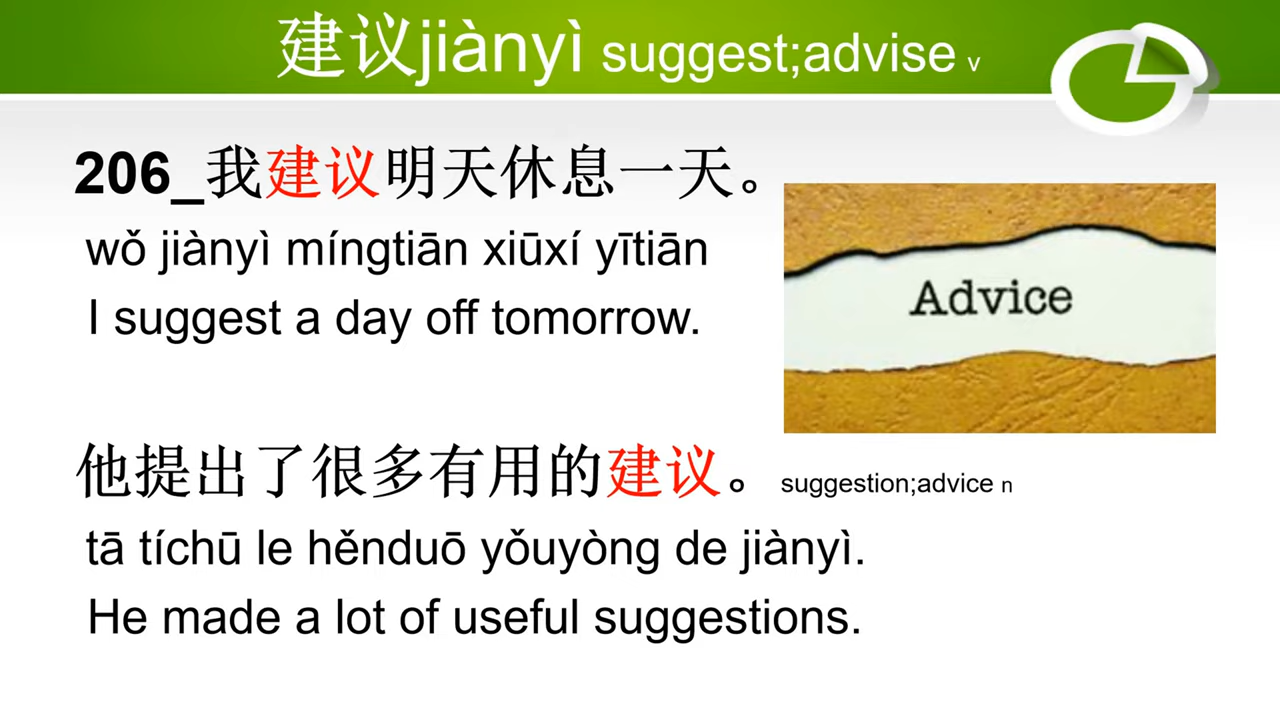 建议jiànyì suggest;advise v
206_我建议明天休息一天。
wǒ jiànyì míngtiān xiūxí yītiān
I suggest a day off tomorrow.
Advice
他提出了很多有用的建议。suggestion;advice n
tā tíchū le hěnduō yǒuyòng de jiànyì.
He made a lot of useful suggestions.